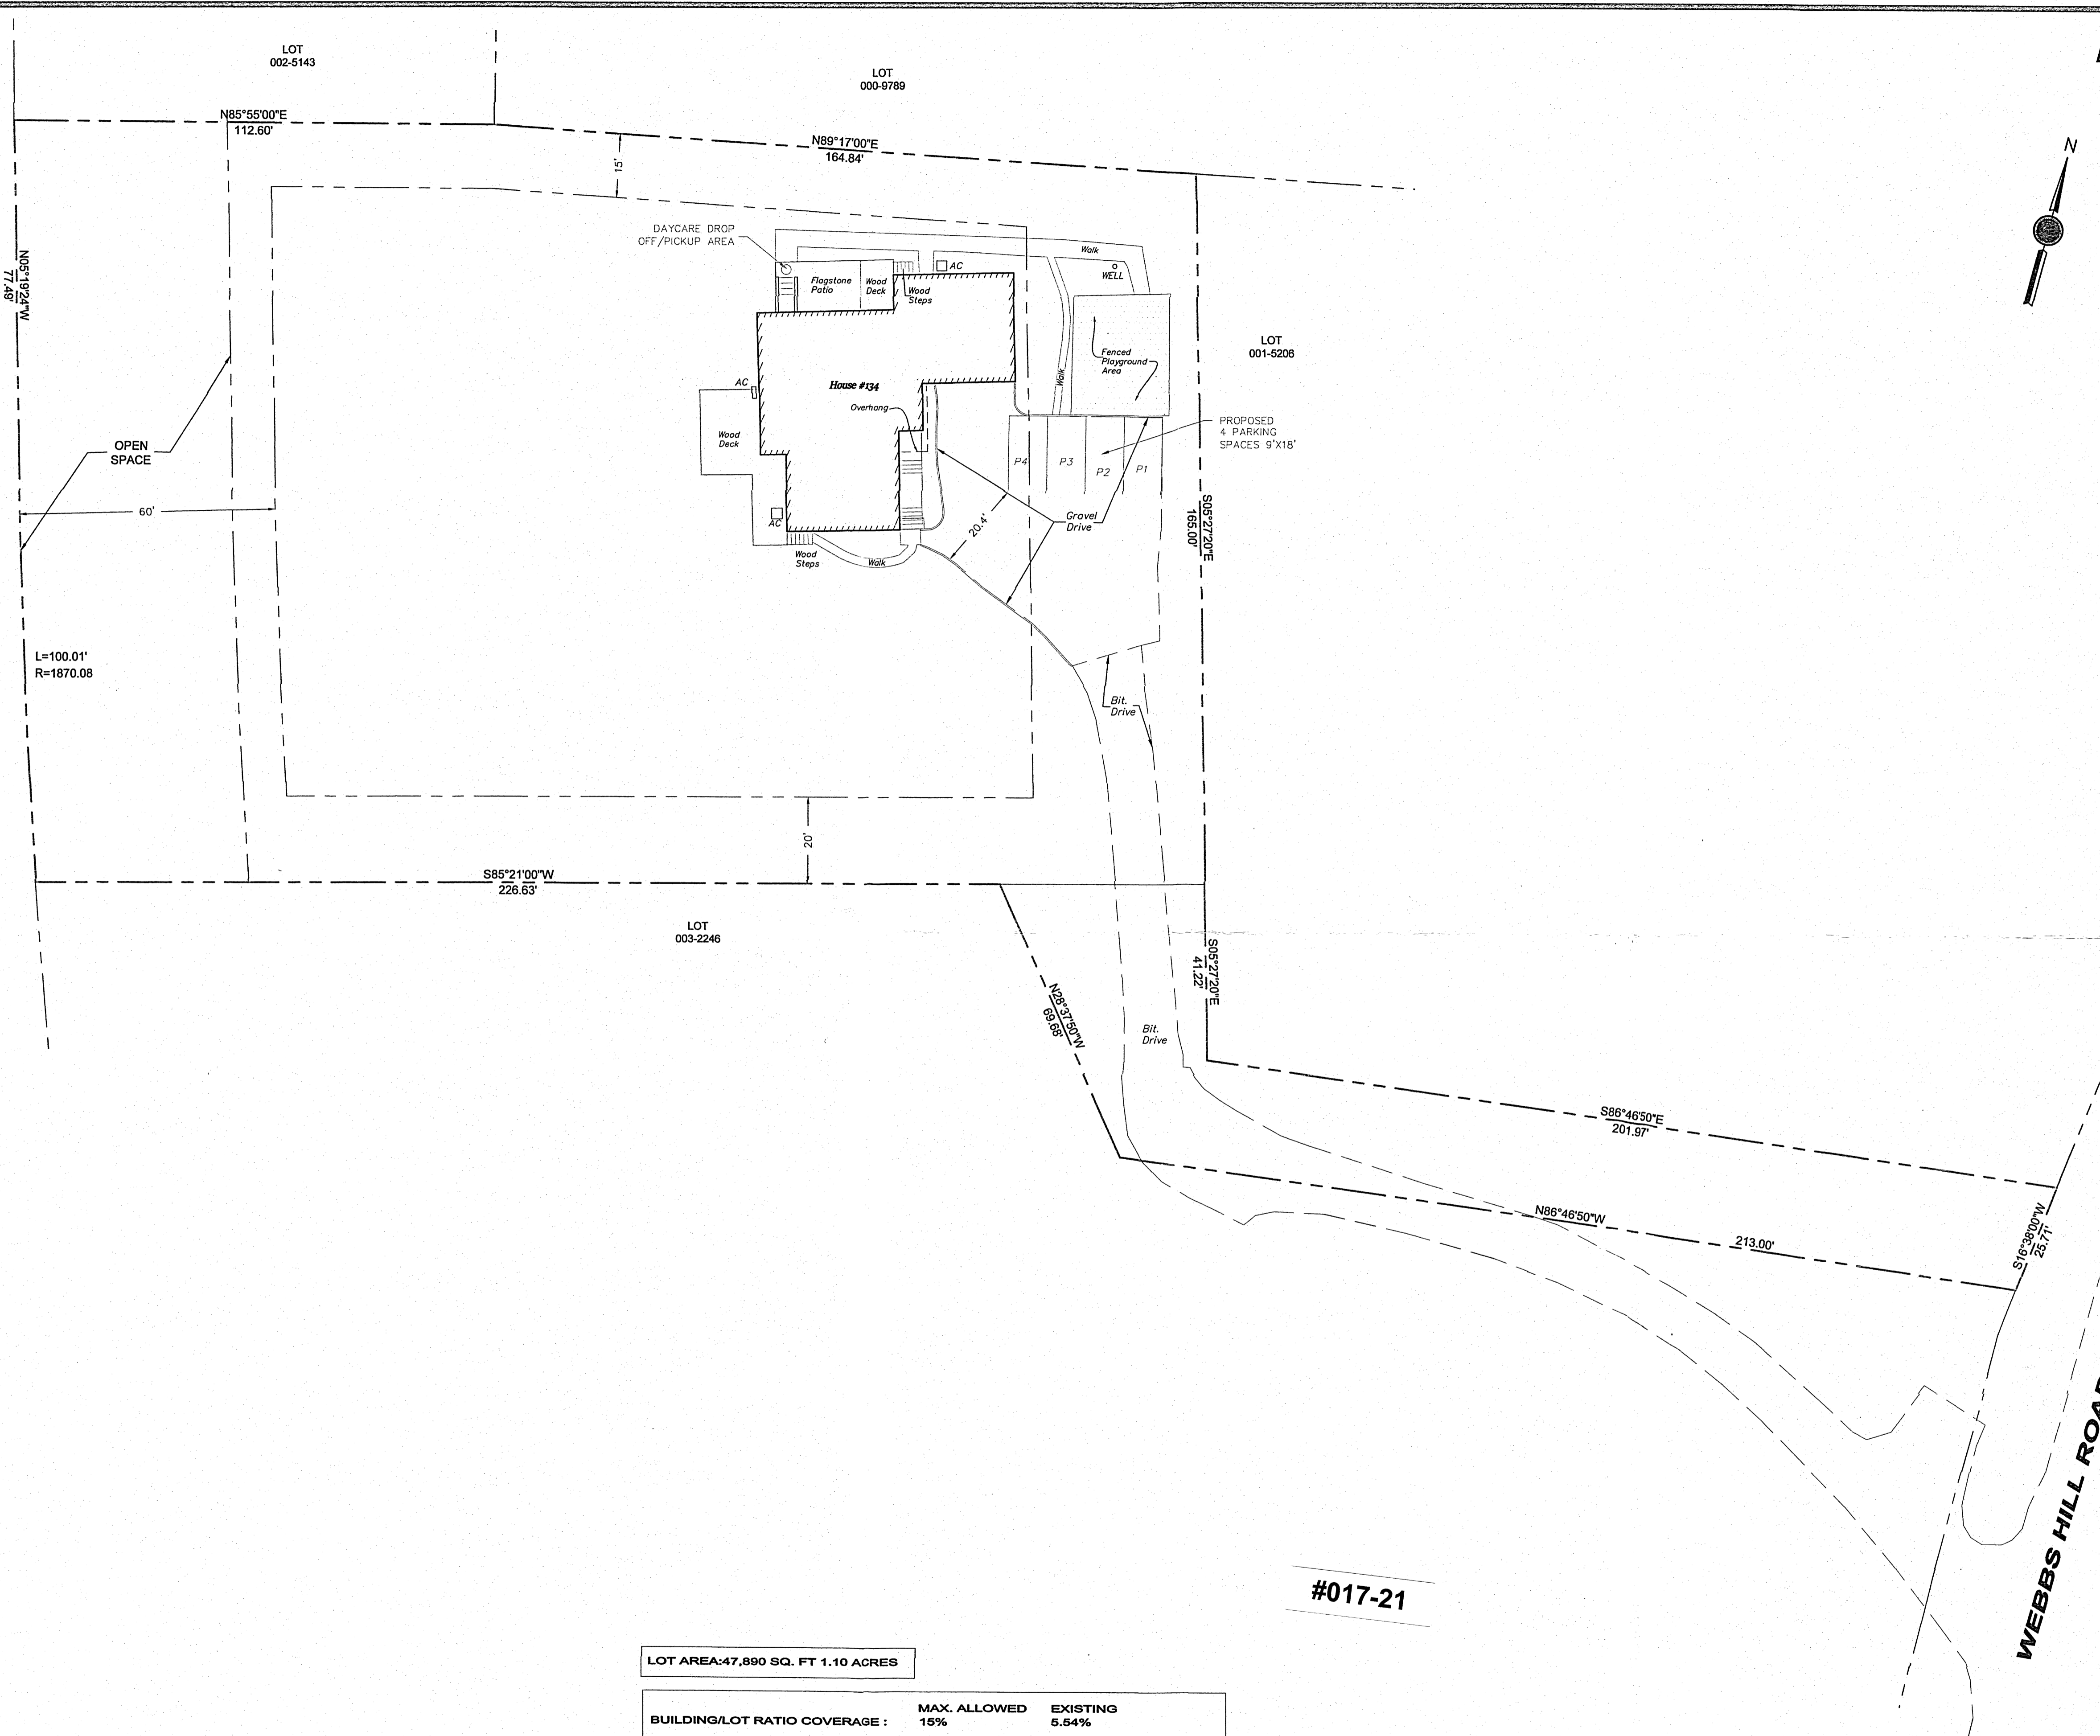 LOT
002-5143
LOT
000-9789
N85°55'00"E
112.60'
N89°17'00"E
164.84'
15'
N
DAYCARE DROP
OFF/PICKUP AREA
Walk
AC
WELL
Flagstone
Patio
Wood
Deck
Wood
Steps
N05°19'24"W
77.49'
LOT
001-5206
Fenced
Playground
Area
Walk
AC
House #134
Overhang
PROPOSED
4 PARKING
SPACES 9'X18'
Wood
Deck
OPEN
SPACE
P4
P3
P2
P1
60'
AC
20.4'
Gravel
Drive
S05°27'20"E
165.00'
Wood
Steps
Walk
L=100.01'
R=1870.08
Bit.
Drive
20'
S85°21'00"W
226.63'
LOT
003-2246
S05°27'20"E
41.22'
N28°37'50"W
69.68'
Bit.
Drive
S86°46'50"E
201.97'
N86°46'50"W
213.00'
S16°38'00"W
25.71'
WEBBS HILL ROAD
#017-21
LOT AREA:47,890 SQ. FT 1.10 ACRES
MAX. ALLOWED EXISTING
BUILDING/LOT RATIO COVERAGE : 15% 5.54%